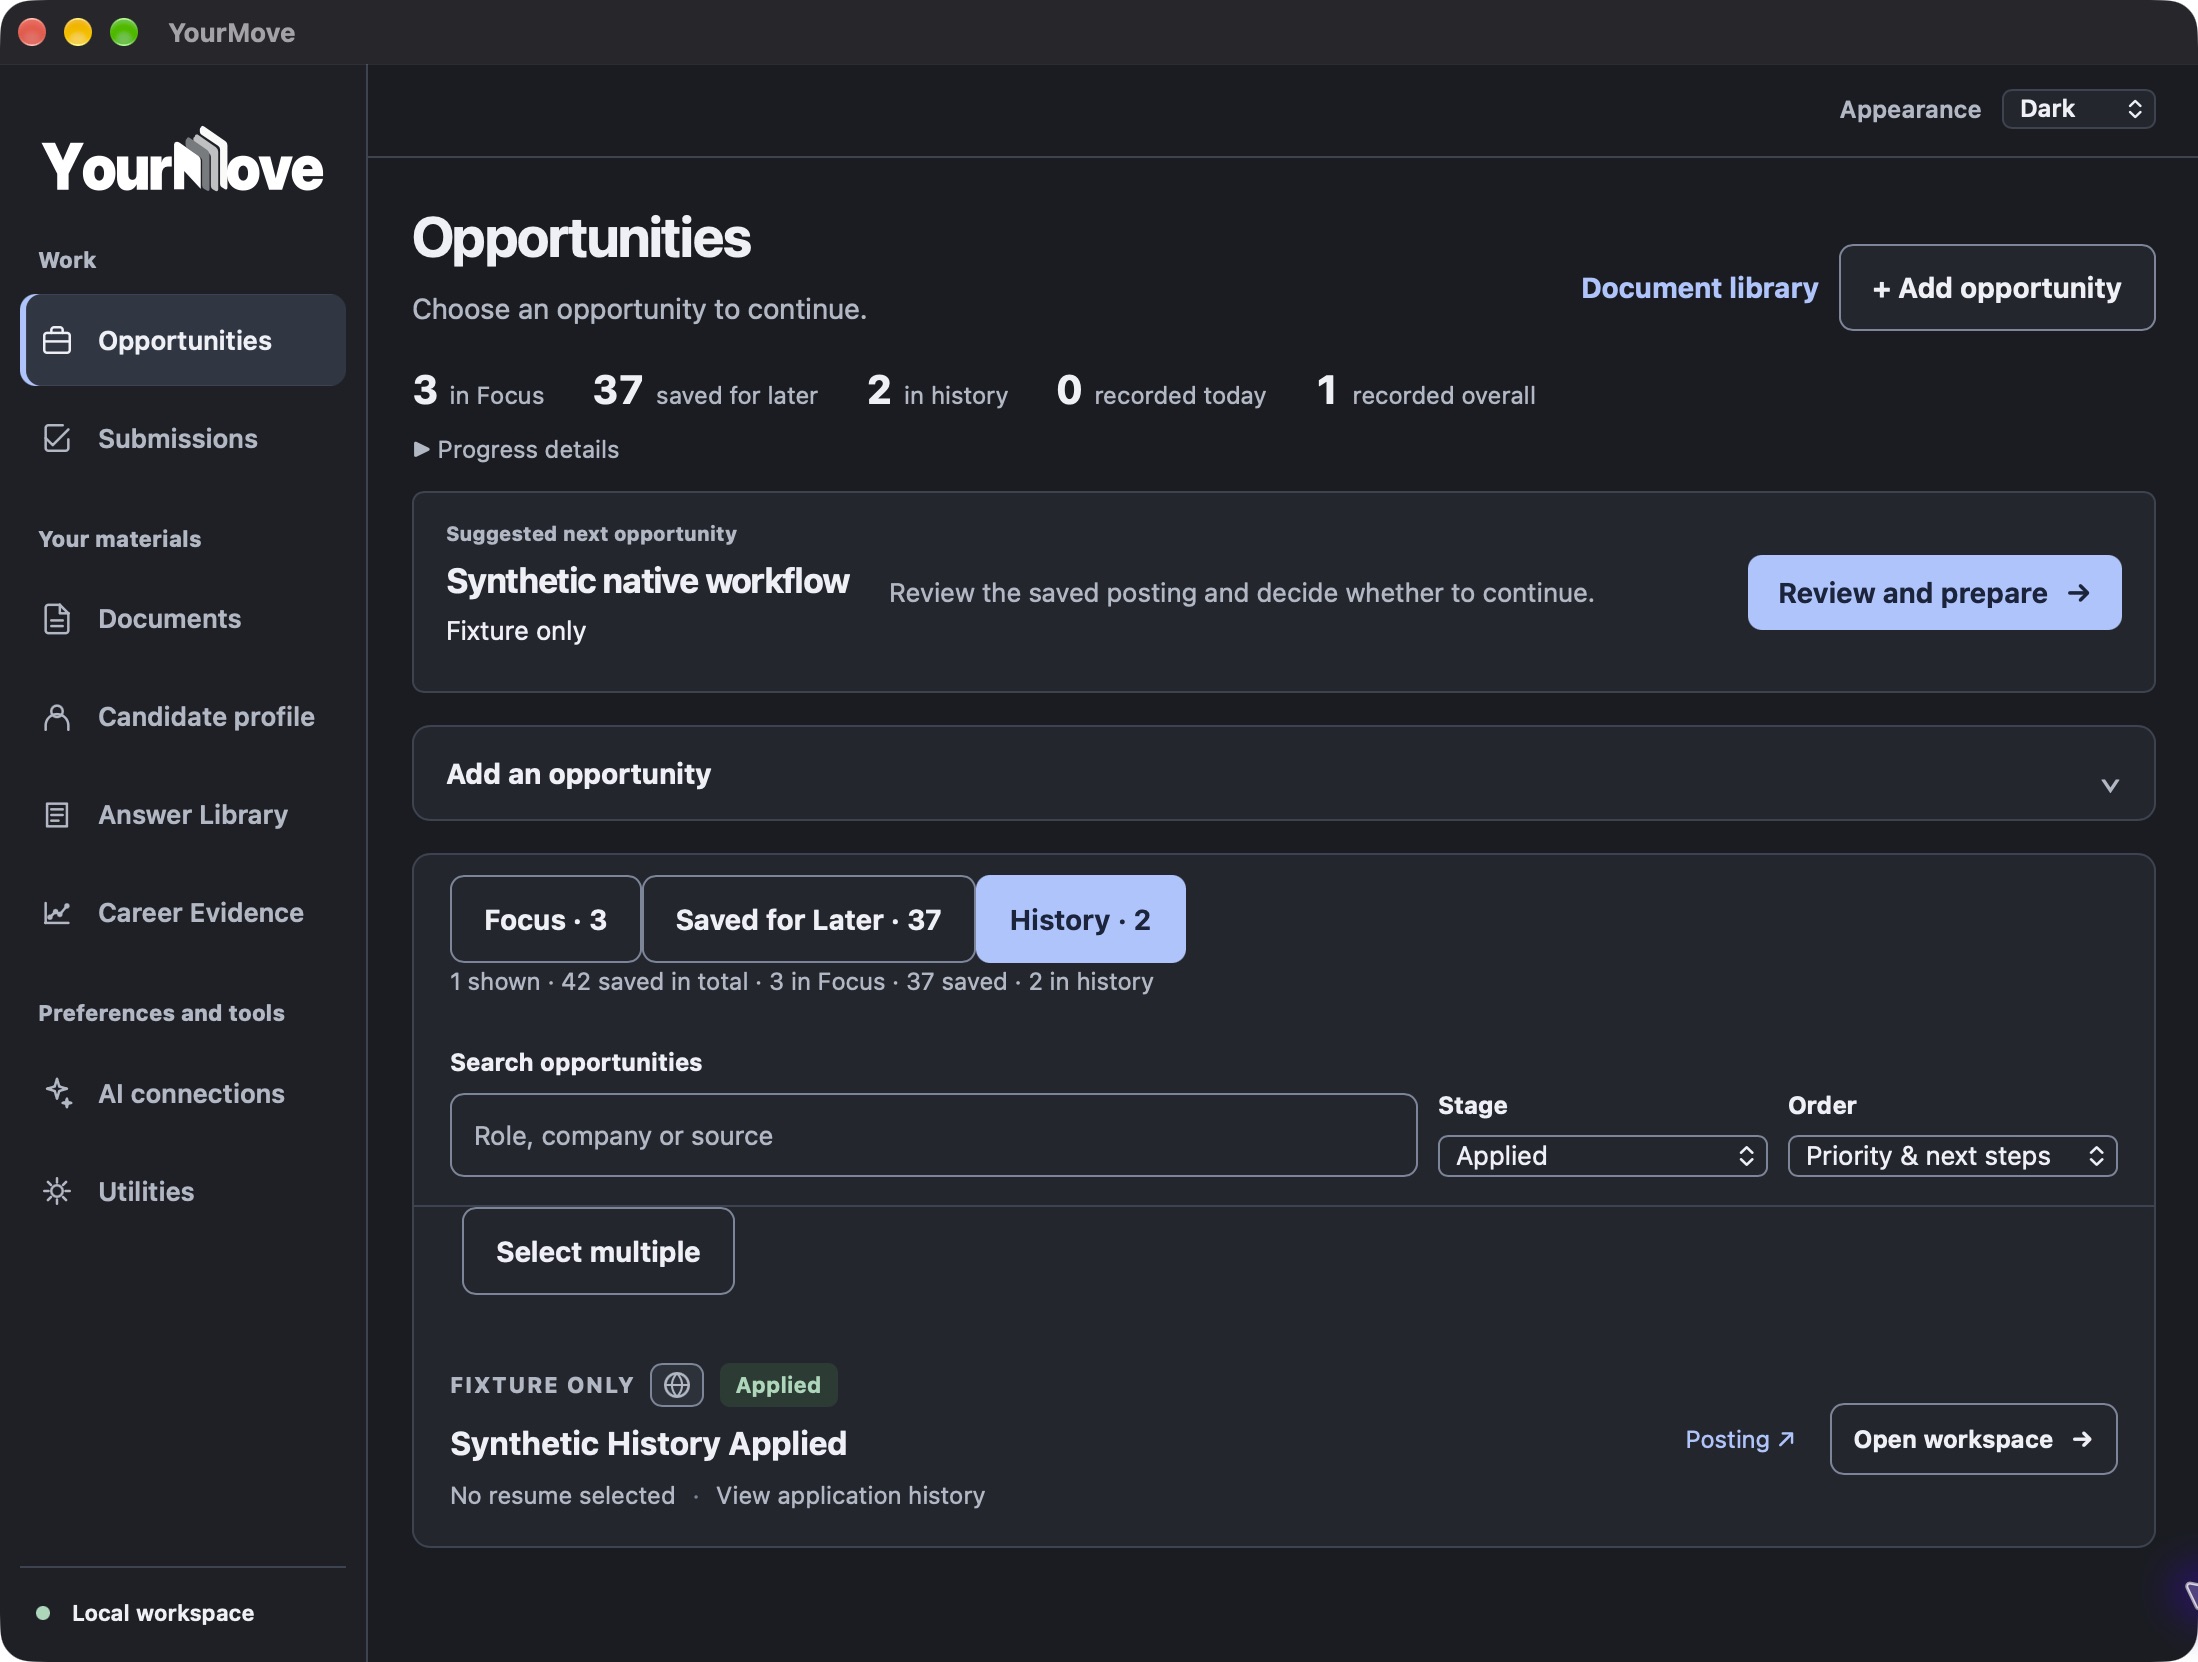 YourMove
YourMove
Appearance
Dark
Work
Opportunities
Submissions
Your materials
Documents
Candidate profile
Answer Library
Career Evidence
Preferences and tools
AI connections
Utilities
Local workspace
Opportunities
Choose an opportunity to continue.
Document library
+ Add opportunity
3 in Focus 37 saved for later 2 in history 0 recorded today 1 recorded overall
Progress details
Suggested next opportunity
Synthetic native workflow
Fixture only
Review the saved posting and decide whether to continue.
Review and prepare →
Add an opportunity
Focus · 3
Saved for Later · 37
History · 2
1 shown · 42 saved in total · 3 in Focus · 37 saved · 2 in history
Search opportunities
Role, company or source
Stage
Applied
Order
Priority & next steps
Select multiple
FIXTURE ONLY
Applied
Synthetic History Applied
No resume selected · View application history
Posting ↗
Open workspace →